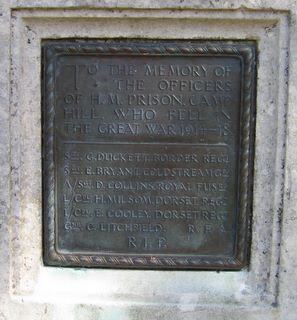 TO THE MEMORY OF
THE OFFICERS
OF H.M. PRISON, CAMP
HILL, WHO FELL IN
THE GREAT WAR 1914-18
SGT. G. DUCKETT. BORDER REGT
SGT. E. BRYANT. COLDSTREAM GDS
A/SGT. D. COLLINS. ROYAL FUSRS
L/CPL H. MILSOM. DORSET REGT
L/CPL E. COOLEY. DORSET REGT
GNR. C. LITCHFIELD. R.F.A.
R.I.P.